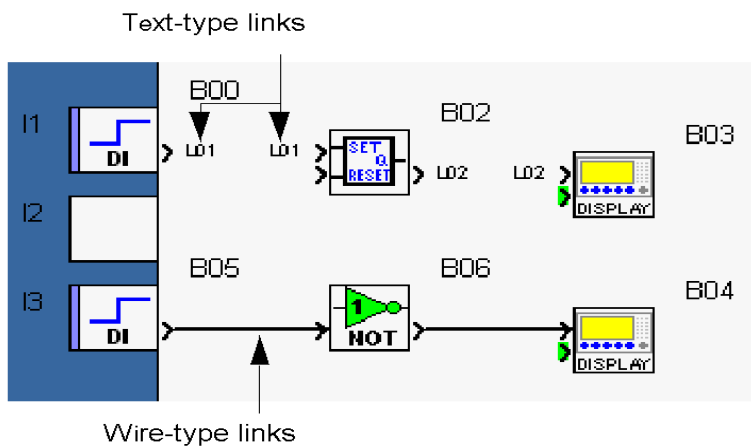 Text-type links
B00
I1
DI
L01
L01
SET
Q
RESET
B02
L02
L02
B03
DISPLAY
I2
B05
B06
I3
DI
1
NOT
B04
DISPLAY
Wire-type links